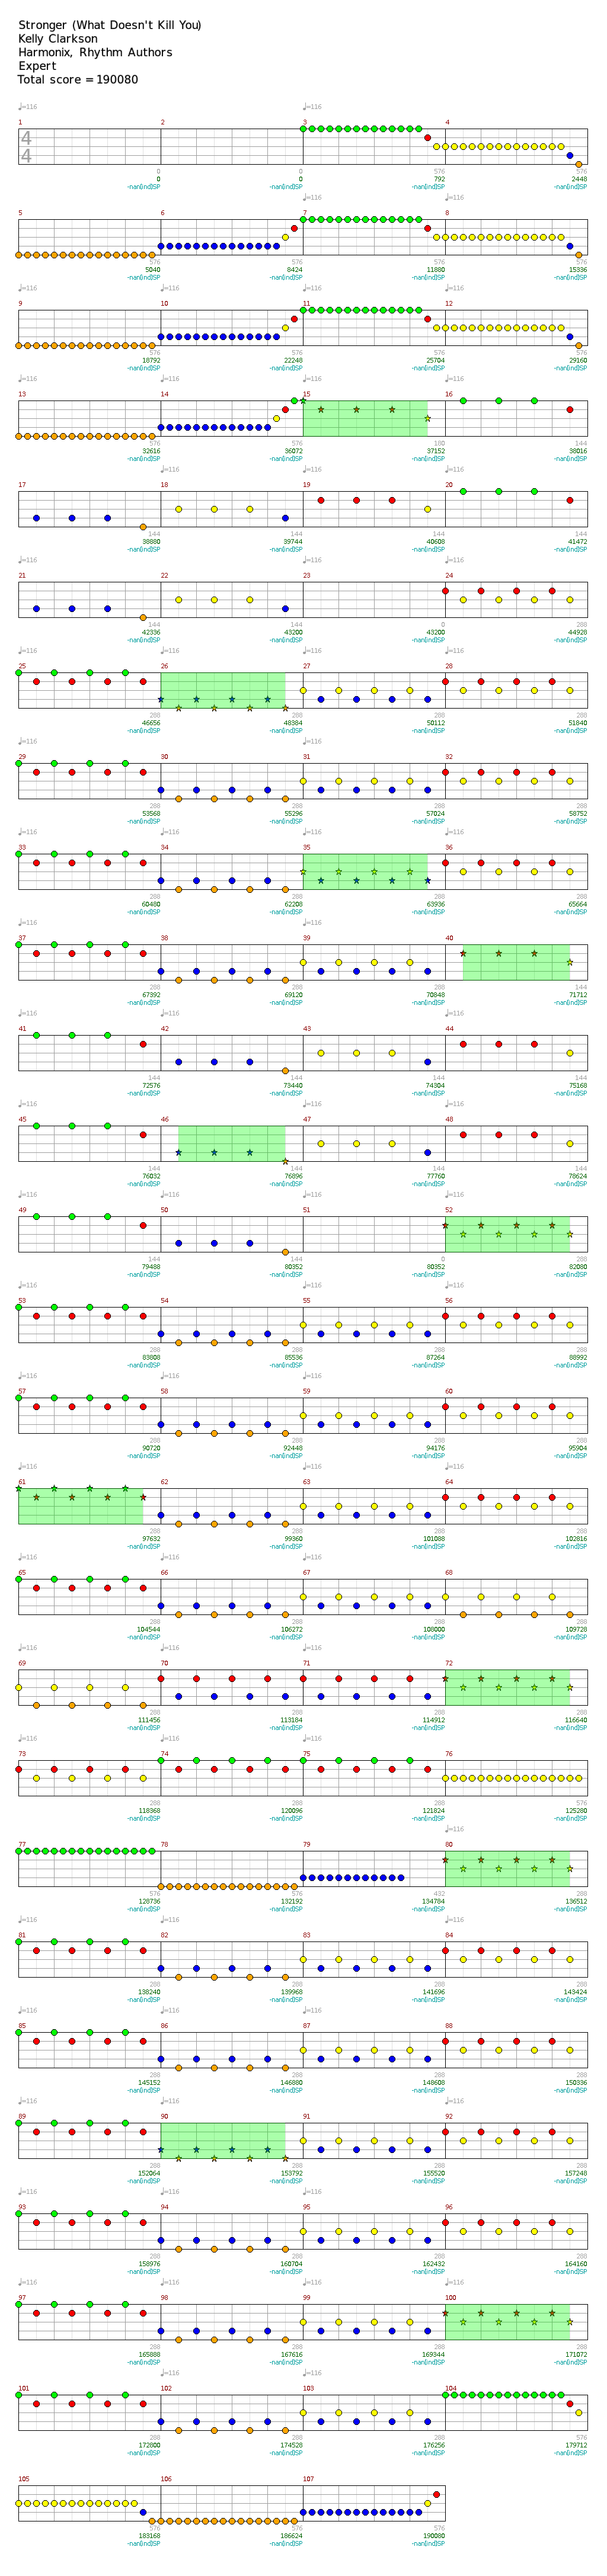 Stronger (What Doesn't Kill You)
Kelly Clarkson
Harmonix, Rhythm Authors
Expert
Total score = 190080
♩=116 ♩=116
1 2 3 4
4
4
0 0 576 576
0 0 792 2448
-nan(ind)SP -nan(ind)SP -nan(ind)SP -nan(ind)SP
♩=116 ♩=116
5 6 7 8
576 576 576 576
5040 8424 11880 15336
-nan(ind)SP -nan(ind)SP -nan(ind)SP -nan(ind)SP
♩=116 ♩=116 ♩=116 ♩=116
9 10 11 12
576 576 576 576
18792 22248 25704 29160
-nan(ind)SP -nan(ind)SP -nan(ind)SP -nan(ind)SP
♩=116 ♩=116 ♩=116
13 14 15 16
576 576 180 144
32616 36072 37152 38016
-nan(ind)SP -nan(ind)SP -nan(ind)SP -nan(ind)SP
♩=116 ♩=116 ♩=116
17 18 19 20
144 144 144 144
38880 39744 40608 41472
-nan(ind)SP -nan(ind)SP -nan(ind)SP -nan(ind)SP
♩=116 ♩=116
21 22 23 24
144 144 0 288
42336 43200 43200 44928
-nan(ind)SP -nan(ind)SP -nan(ind)SP -nan(ind)SP
♩=116 ♩=116 ♩=116 ♩=116
25 26 27 28
288 288 288 288
46656 48384 50112 51840
-nan(ind)SP -nan(ind)SP -nan(ind)SP -nan(ind)SP
♩=116
29 30 31 32
288 288 288 288
53568 55296 57024 58752
-nan(ind)SP -nan(ind)SP -nan(ind)SP -nan(ind)SP
♩=116 ♩=116 ♩=116 ♩=116
33 34 35 36
288 288 288 288
60480 62208 63936 65664
-nan(ind)SP -nan(ind)SP -nan(ind)SP -nan(ind)SP
♩=116
37 38 39 40
288 288 288 144
67392 69120 70848 71712
-nan(ind)SP -nan(ind)SP -nan(ind)SP -nan(ind)SP
♩=116 ♩=116 ♩=116 ♩=116
41 42 43 44
144 144 144 144
72576 73440 74304 75168
-nan(ind)SP -nan(ind)SP -nan(ind)SP -nan(ind)SP
♩=116 ♩=116 ♩=116
45 46 47 48
144 144 144 144
76032 76896 77760 78624
-nan(ind)SP -nan(ind)SP -nan(ind)SP -nan(ind)SP
♩=116 ♩=116 ♩=116 ♩=116
49 50 51 52
144 144 0 288
79488 80352 80352 82080
-nan(ind)SP -nan(ind)SP -nan(ind)SP -nan(ind)SP
♩=116 ♩=116 ♩=116 ♩=116
53 54 55 56
288 288 288 288
83808 85536 87264 88992
-nan(ind)SP -nan(ind)SP -nan(ind)SP -nan(ind)SP
♩=116 ♩=116 ♩=116
57 58 59 60
288 288 288 288
90720 92448 94176 95904
-nan(ind)SP -nan(ind)SP -nan(ind)SP -nan(ind)SP
♩=116 ♩=116
61 62 63 64
288 288 288 288
97632 99360 101088 102816
-nan(ind)SP -nan(ind)SP -nan(ind)SP -nan(ind)SP
♩=116 ♩=116 ♩=116
65 66 67 68
288 288 288 288
104544 106272 108000 109728
-nan(ind)SP -nan(ind)SP -nan(ind)SP -nan(ind)SP
♩=116 ♩=116 ♩=116 ♩=116
69 70 71 72
288 288 288 288
111456 113184 114912 116640
-nan(ind)SP -nan(ind)SP -nan(ind)SP -nan(ind)SP
♩=116
73 74 75 76
288 288 288 576
118368 120096 121824 125280
-nan(ind)SP -nan(ind)SP -nan(ind)SP -nan(ind)SP
♩=116
77 78 79 80
576 576 432 288
128736 132192 134784 136512
-nan(ind)SP -nan(ind)SP -nan(ind)SP -nan(ind)SP
♩=116 ♩=116 ♩=116
81 82 83 84
288 288 288 288
138240 139968 141696 143424
-nan(ind)SP -nan(ind)SP -nan(ind)SP -nan(ind)SP
♩=116 ♩=116 ♩=116
85 86 87 88
288 288 288 288
145152 146880 148608 150336
-nan(ind)SP -nan(ind)SP -nan(ind)SP -nan(ind)SP
♩=116 ♩=116 ♩=116 ♩=116
89 90 91 92
288 288 288 288
152064 153792 155520 157248
-nan(ind)SP -nan(ind)SP -nan(ind)SP -nan(ind)SP
♩=116 ♩=116 ♩=116
93 94 95 96
288 288 288 288
158976 160704 162432 164160
-nan(ind)SP -nan(ind)SP -nan(ind)SP -nan(ind)SP
♩=116 ♩=116 ♩=116 ♩=116
97 98 99 100
288 288 288 288
165888 167616 169344 171072
-nan(ind)SP -nan(ind)SP -nan(ind)SP -nan(ind)SP
♩=116 ♩=116
101 102 103 104
288 288 288 576
172800 174528 176256 179712
-nan(ind)SP -nan(ind)SP -nan(ind)SP -nan(ind)SP
105 106 107
576 576 576
183168 186624 190080
-nan(ind)SP -nan(ind)SP -nan(ind)SP